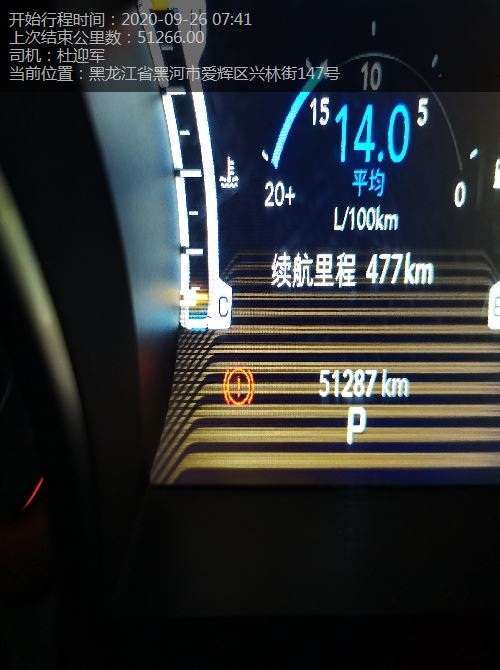 开始行程时间：2020-09-26 07:41
上次结束公里数：51266.00
司机：杜迎军
当前位置：黑龙江省黑河市爱辉区兴林街147号
10
15
5
14.0
平均
20+
0
L/100km
续航里程 477km
C
51287 km
P